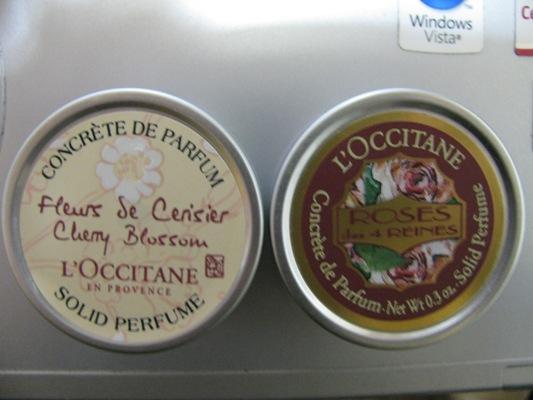 CONCRÈTE DE PARFUM
Fleurs de Cerisier
Cherry Blossom
L'OCCITANE
EN PROVENCE
SOLID PERFUME
L'OCCITANE
ROSES
des 4 REINES
Concrète de Parfum · Net Wt 0.3 oz. · Solid Perfume
Windows
Vista®
Ce